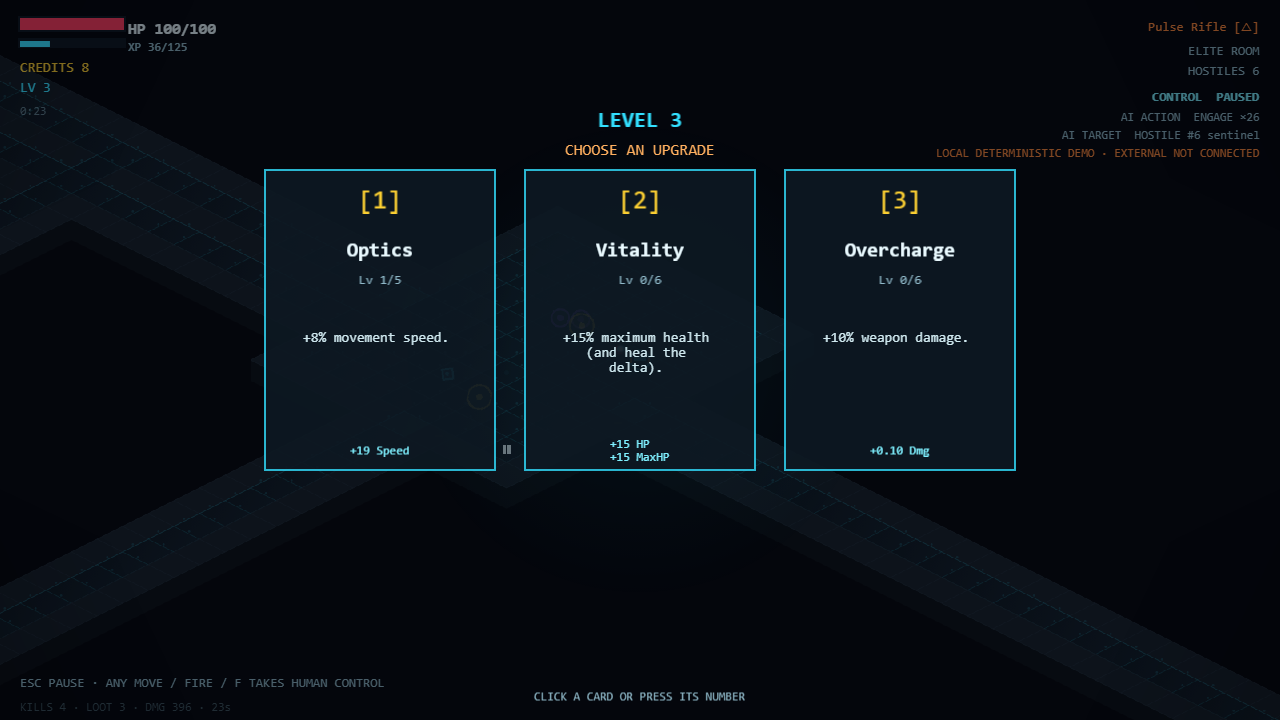 HP 100/100
XP 36/125
CREDITS 8
LV 3
0:23
Pulse Rifle [△]
ELITE ROOM
HOSTILES 6
CONTROL PAUSED
AI ACTION ENGAGE ×26
AI TARGET HOSTILE #6 sentinel
LOCAL DETERMINISTIC DEMO · EXTERNAL NOT CONNECTED
LEVEL 3
CHOOSE AN UPGRADE
[1]
Optics
Lv 1/5
+8% movement speed.
+19 Speed
[2]
Vitality
Lv 0/6
+15% maximum health
(and heal the
delta).
+15 HP
+15 MaxHP
[3]
Overcharge
Lv 0/6
+10% weapon damage.
+0.10 Dmg
ESC PAUSE · ANY MOVE / FIRE / F TAKES HUMAN CONTROL
KILLS 4 · LOOT 3 · DMG 396 · 23s
CLICK A CARD OR PRESS ITS NUMBER